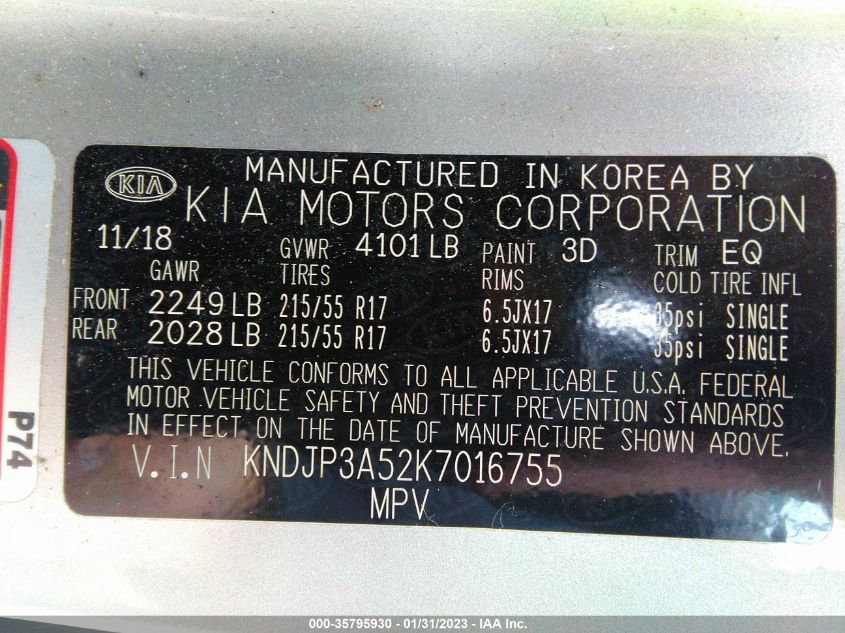 MANUFACTURED IN KOREA BY
KIA KIA MOTORS CORPORATION
11/18 GVWR 4101 LB PAINT 3D TRIM EQ
GAWR TIRES RIMS COLD TIRE INFL
FRONT 2249 LB 215/55 R17 6.5JX17 35psi SINGLE
REAR 2028 LB 215/55 R17 6.5JX17 35psi SINGLE
THIS VEHICLE CONFORMS TO ALL APPLICABLE U.S.A. FEDERAL
MOTOR VEHICLE SAFETY AND THEFT PREVENTION STANDARDS
IN EFFECT ON THE DATE OF MANUFACTURE SHOWN ABOVE.
V.I.N KNDJP3A52K7016755
MPV
P74
000-35795930 - 01/31/2023 - IAA Inc.